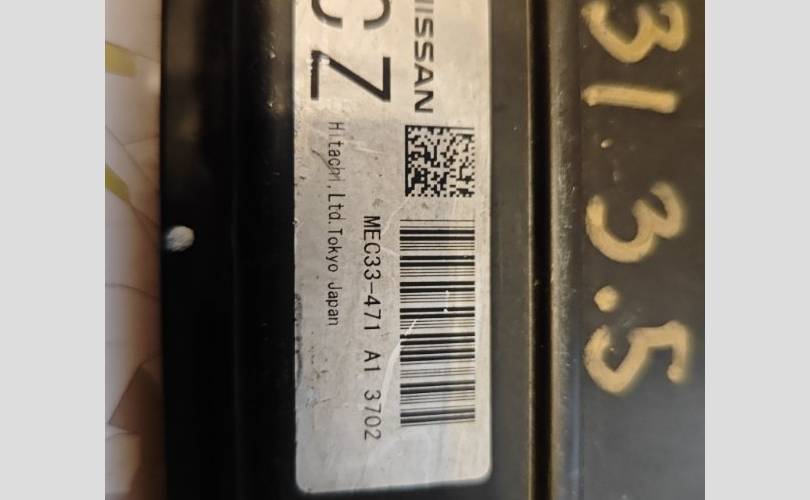 31 3.5
NISSAN
MEC33-471 A1 3702
CZ
Hitachi,Ltd.Tokyo Japan